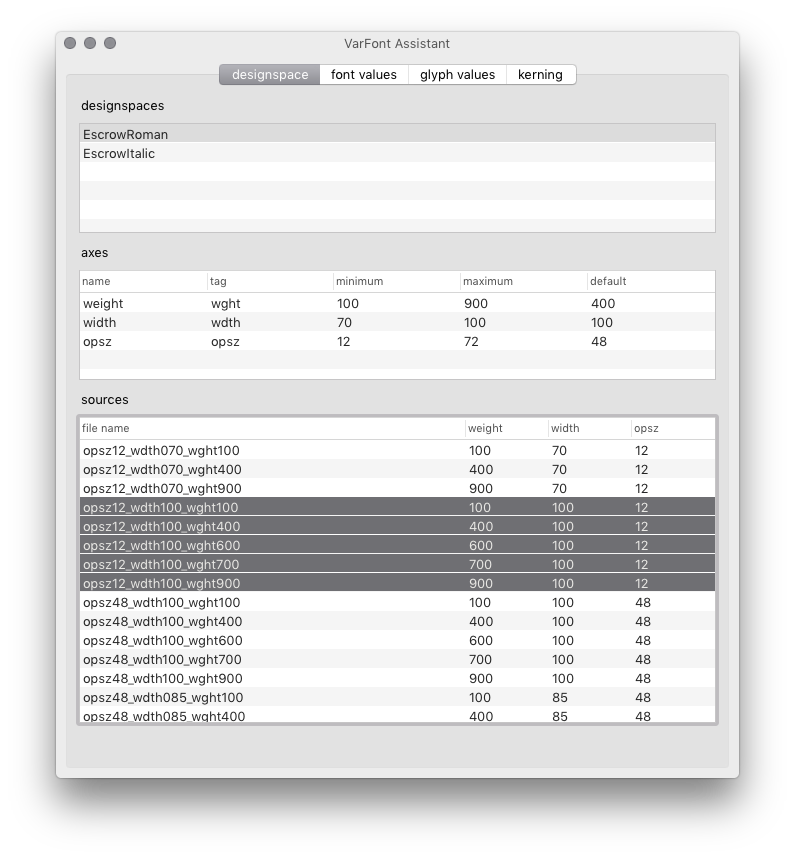 VarFont Assistant
designspace font values glyph values kerning
designspaces
EscrowRoman
EscrowItalic
axes
name tag minimum maximum default
weight wght 100 900 400
width wdth 70 100 100
opsz opsz 12 72 48
sources
file name weight width opsz
opsz12_wdth070_wght100 100 70 12
opsz12_wdth070_wght400 400 70 12
opsz12_wdth070_wght900 900 70 12
opsz12_wdth100_wght100 100 100 12
opsz12_wdth100_wght400 400 100 12
opsz12_wdth100_wght600 600 100 12
opsz12_wdth100_wght700 700 100 12
opsz12_wdth100_wght900 900 100 12
opsz48_wdth100_wght100 100 100 48
opsz48_wdth100_wght400 400 100 48
opsz48_wdth100_wght600 600 100 48
opsz48_wdth100_wght700 700 100 48
opsz48_wdth100_wght900 900 100 48
opsz48_wdth085_wght100 100 85 48
opsz48_wdth085_wght400 400 85 48